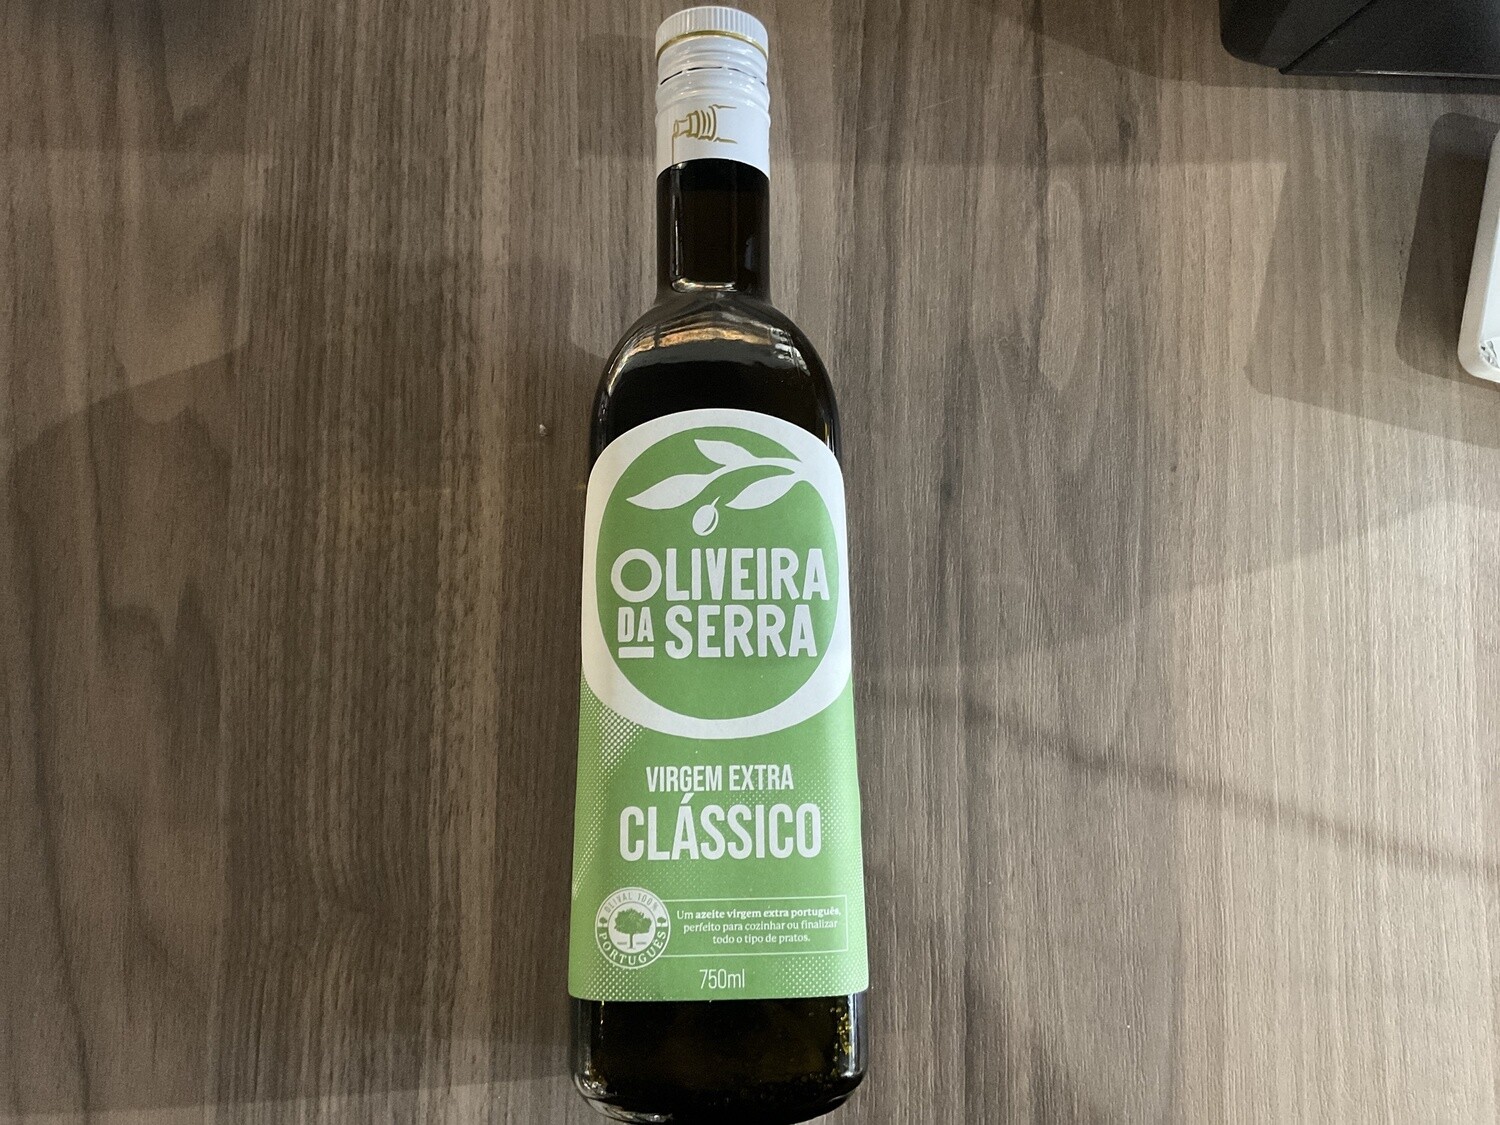 OLIVEIRA
DA SERRA
VIRGEM EXTRA
CLÁSSICO
OLIVAL 100%
PORTUGUÊS
Um azeite virgem extra português,
perfeito para cozinhar ou finalizar
todo o tipo de pratos.
750ml